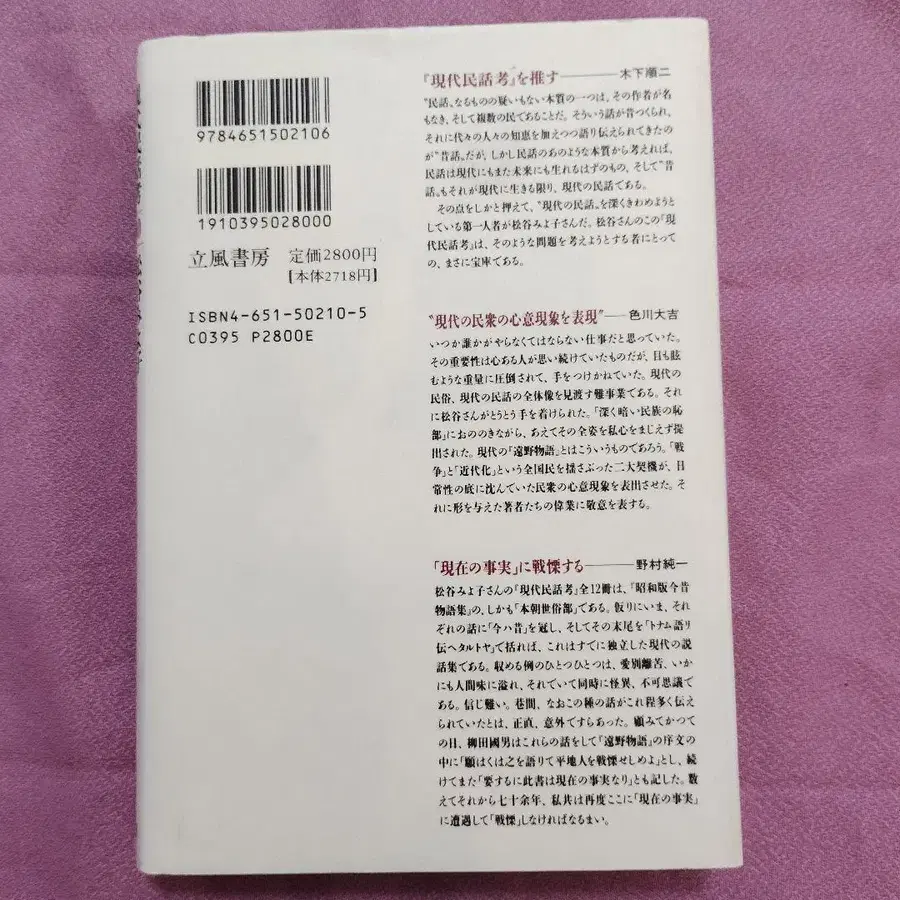 9784651502106
1910395028000
立風書房 定価2800円
【本体2718円】
ISBN4-651-50210-5
C0395 P2800E
『現代民話考』を推す――――木下順二
“民話”なるものの疑いもない本質の一つは、その作者が名
もなき、そして複数の民であることだ。そういう話が昔つくられ、
それに代々の人々の知恵を加えつつ語り伝えられてきたの
が“昔話”だが、しかし民話のあのような本質から考えれば、
民話は現代にもまた未来にも生れるはずのもの、そして“昔
話”もそれが現代に生きる限り、現代の民話である。
その点をしかと押えて、“現代の民話”を深くきわめようと
している第一人者が松谷みよ子さんだ。松谷さんのこの『現
代民話考』は、そのような問題を考えようとする者にとって
の、まさに宝庫である。
“現代の民衆の心意現象を表現”―色川大吉
いつか誰かがやらなくてはならない仕事だと思っていた。
その重要性は心ある人が思い続けていたものだが、目も眩
むような重量に圧倒されて、手をつけかねていた。現代の
民俗、現代の民話の全体像を見渡す難事業である。それ
に松谷さんがとうとう手を着けられた。「深く暗い民族の恥
部」におののきながら、あえてその全姿を私心をまじえず提
出された。現代の『遠野物語』とはこういうものであろう。「戦
争」と「近代化」という全国民を揺さぶった二大契機が、日
常性の底に沈んでいた民衆の心意現象を表出させた。そ
れに形を与えた著者たちの偉業に敬意を表する。
「現在の事実」に戦慄する――――野村純一
松谷みよ子さんの『現代民話考』全12冊は、『昭和版今昔
物語集』の、しかも「本朝世俗部」である。仮りにいま、それ
ぞれの話に「今ハ昔」を冠し、そしてその末尾を「トナム語リ
伝ヘタルトヤ」で括れば、これはすでに独立した現代の説
話集である。収める例のひとつひとつは、愛別離苦、いか
にも人間味に溢れ、それでいて同時に怪異、不可思議で
ある。信じ難い。巷間、なおこの種の話がこれ程多く伝え
られていたとは、正直、意外ですらあった。顧みてかつて
の日、柳田國男はこれらの話をして『遠野物語』の序文の
中に「願はくは之を語りて平地人を戦慄せしめよ」とし、続
けてまた「要するに此書は現在の事実なり」とも記した。数
えてそれから七十余年、私共は再度ここに「現在の事実」
に遭遇して「戦慄」しなければなるまい。